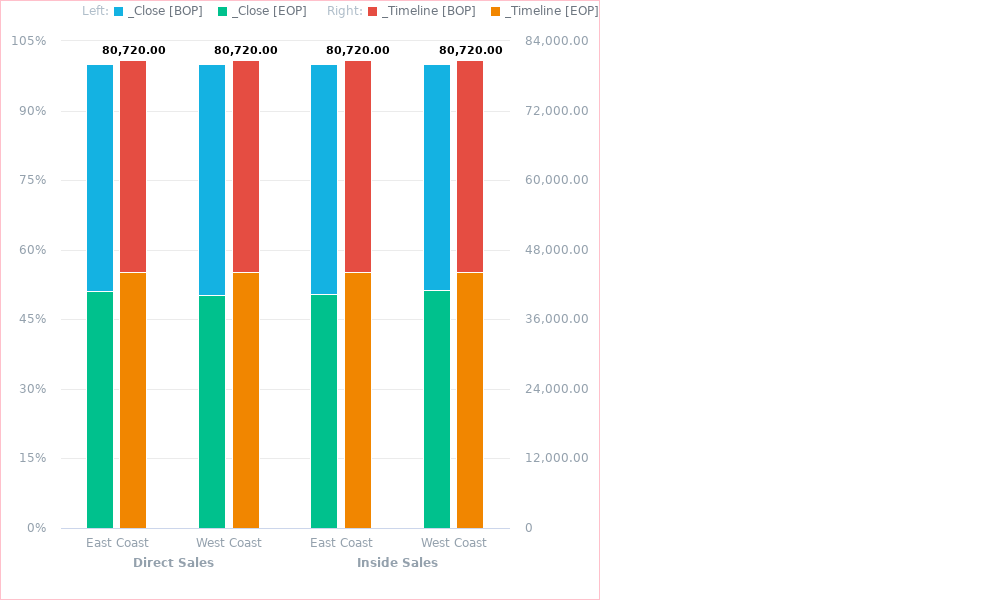 Left: _Close [BOP] _Close [EOP] Right: _Timeline [BOP] _Timeline [EOP]
105% 84,000.00
80,720.00 80,720.00 80,720.00 80,720.00
90% 72,000.00
75% 60,000.00
60% 48,000.00
45% 36,000.00
30% 24,000.00
15% 12,000.00
0% 0
East Coast West Coast East Coast West Coast
Direct Sales Inside Sales